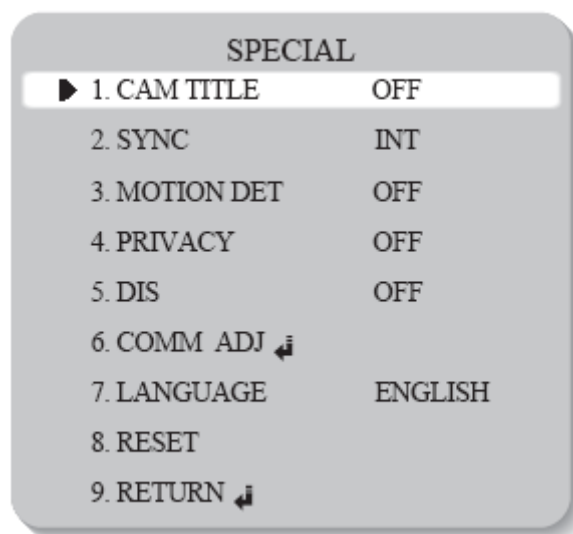 SPECIAL
1. CAM TITLE OFF
2. SYNC INT
3. MOTION DET OFF
4. PRIVACY OFF
5. DIS OFF
6. COMM ADJ
7. LANGUAGE ENGLISH
8. RESET
9. RETURN